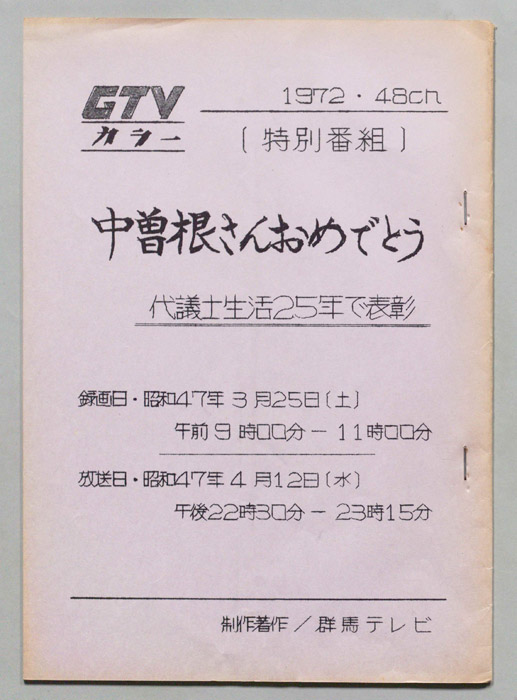 GTV
カラー
1972・48ch
〔特別番組〕
中曽根さんおめでとう
代議士生活25年で表彰
録画日・昭和47年 3月25日〔土〕
午前 9時00分 － 11時00分
放送日・昭和47年 4月12日〔水〕
午後22時30分 － 23時15分
制作著作／群馬テレビ